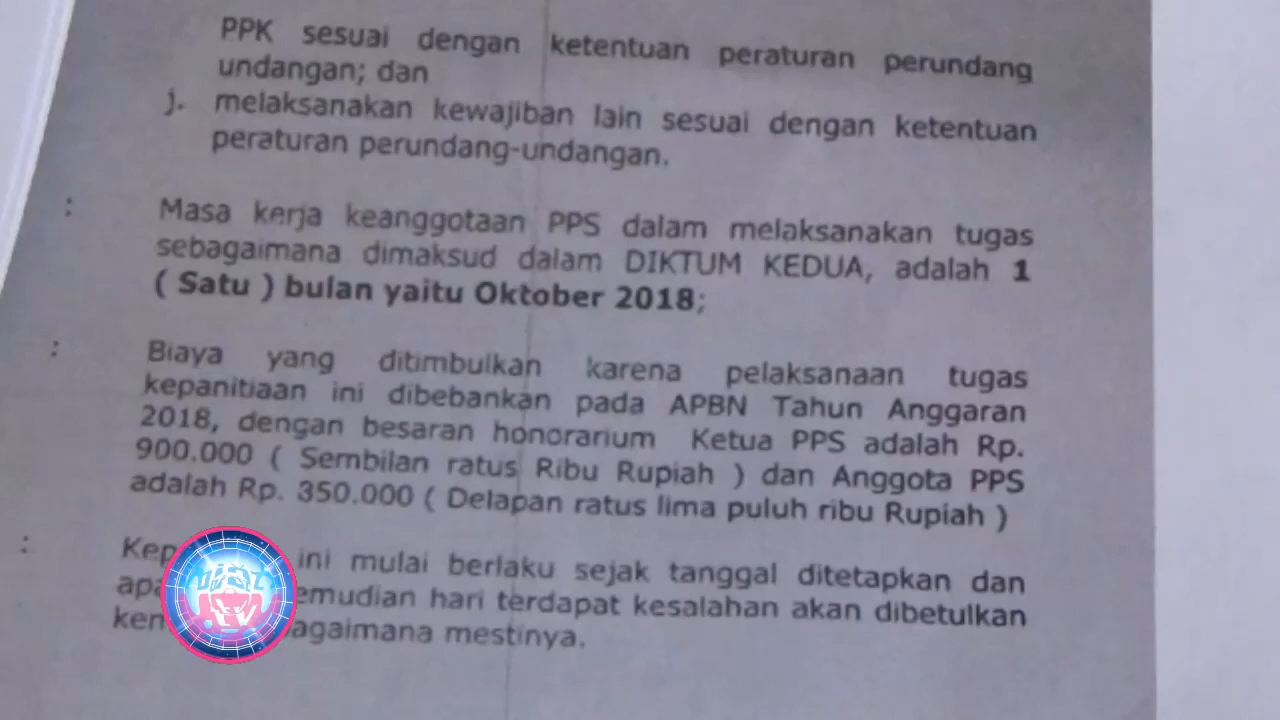 PPK sesuai dengan ketentuan peraturan perundang
undangan; dan
j. melaksanakan kewajiban lain sesuai dengan ketentuan
peraturan perundang-undangan.
: Masa kerja keanggotaan PPS dalam melaksanakan tugas
sebagaimana dimaksud dalam DIKTUM KEDUA, adalah 1
( Satu ) bulan yaitu Oktober 2018;
: Biaya yang ditimbulkan karena pelaksanaan tugas
kepanitiaan ini dibebankan pada APBN Tahun Anggaran
2018, dengan besaran honorarium Ketua PPS adalah Rp.
900.000 ( Sembilan ratus Ribu Rupiah ) dan Anggota PPS
adalah Rp. 350.000 ( Delapan ratus lima puluh ribu Rupiah )
: ini mulai berlaku sejak tanggal ditetapkan dan
hari terdapat kesalahan akan dibetulkan
mestinya.